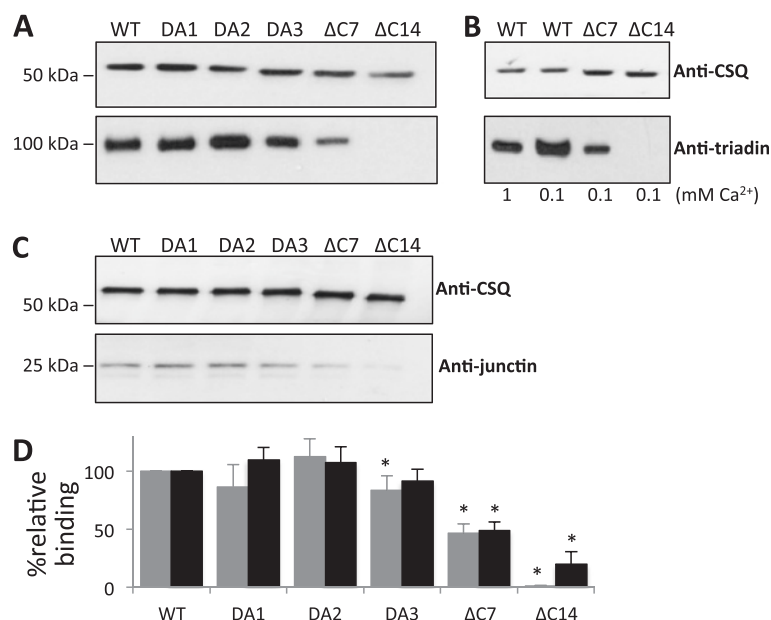 A
WT DA1 DA2 DA3 ΔC7 ΔC14
50 kDa
100 kDa
B
WT WT ΔC7 ΔC14
Anti-CSQ
Anti-triadin
1 0.1 0.1 0.1 (mM Ca²⁺)
C
WT DA1 DA2 DA3 ΔC7 ΔC14
50 kDa
Anti-CSQ
25 kDa
Anti-junctin
D
%relative
binding
100
50
0
* * * * *
WT DA1 DA2 DA3 ΔC7 ΔC14